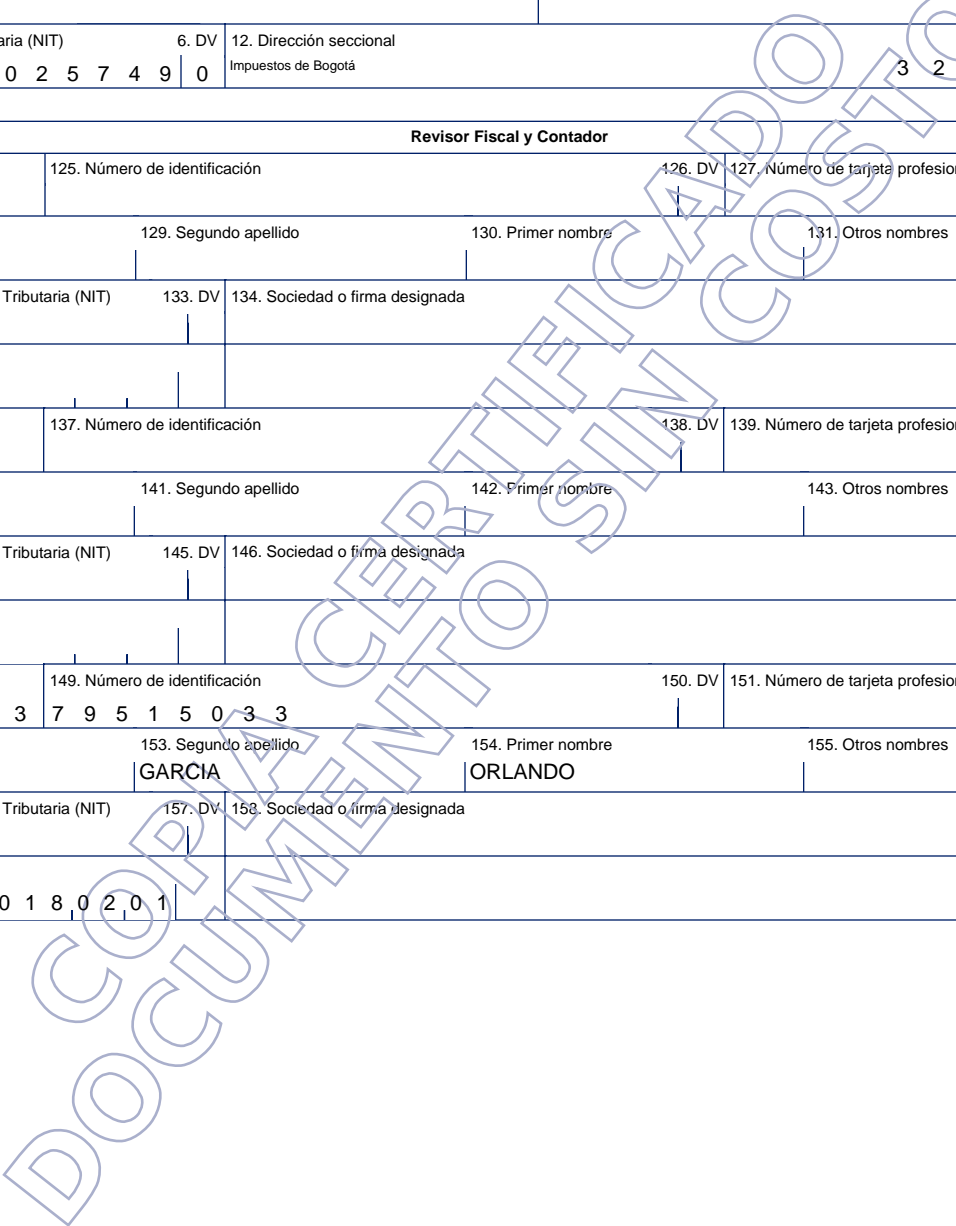 aria (NIT) 6. DV 12. Dirección seccional
0 2 5 7 4 9 0 Impuestos de Bogotá 3 2
Revisor Fiscal y Contador
125. Número de identificación 126. DV 127. Número de tarjeta profesion
129. Segundo apellido 130. Primer nombre 131. Otros nombres
Tributaria (NIT) 133. DV 134. Sociedad o firma designada
137. Número de identificación 138. DV 139. Número de tarjeta profesion
141. Segundo apellido 142. Primer nombre 143. Otros nombres
Tributaria (NIT) 145. DV 146. Sociedad o firma designada
149. Número de identificación 150. DV 151. Número de tarjeta profesion
3 7 9 5 1 5 0 3 3
153. Segundo apellido 154. Primer nombre 155. Otros nombres
GARCIA ORLANDO
Tributaria (NIT) 157. DV 158. Sociedad o firma designada
0 1 8 0 2 0 1
COPIA CERTIFICADO
DOCUMENTO SIN COSTO